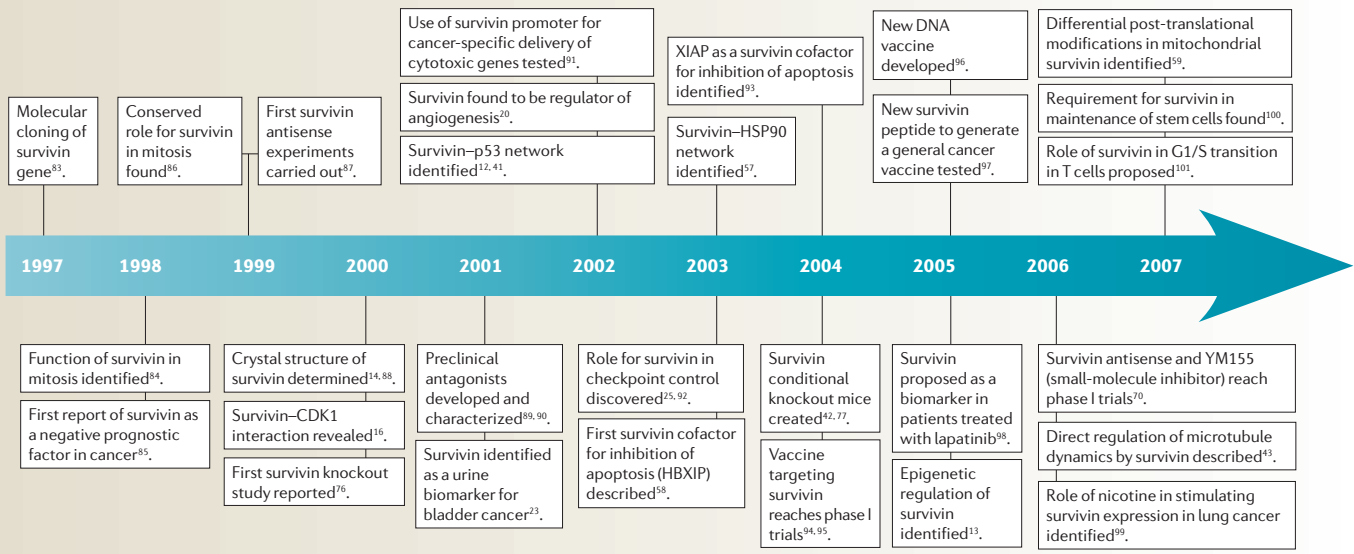 Molecular
cloning of
survivin
gene⁸³.
Conserved
role for survivin
in mitosis
found⁸⁶.
First survivin
antisense
experiments
carried out⁸⁷.
Use of survivin promoter for
cancer-specific delivery of
cytotoxic genes tested⁹¹.
Survivin found to be regulator of
angiogenesis²⁰.
Survivin–p53 network
identified¹²,⁴¹.
XIAP as a survivin cofactor
for inhibition of apoptosis
identified⁹³.
Survivin–HSP90
network
identified⁵⁷.
New DNA
vaccine
developed⁹⁶.
New survivin
peptide to generate
a general cancer
vaccine tested⁹⁷.
Differential post-translational
modifications in mitochondrial
survivin identified⁵⁹.
Requirement for survivin in
maintenance of stem cells found¹⁰⁰.
Role of survivin in G1/S transition
in T cells proposed¹⁰¹.
1997 1998 1999 2000 2001 2002 2003 2004 2005 2006 2007
Function of survivin in
mitosis identified⁸⁴.
First report of survivin as
a negative prognostic
factor in cancer⁸⁵.
Crystal structure of
survivin determined¹⁴,⁸⁸.
Survivin–CDK1
interaction revealed¹⁶.
First survivin knockout
study reported⁷⁶.
Preclinical
antagonists
developed and
characterized⁸⁹,⁹⁰.
Survivin identified
as a urine
biomarker for
bladder cancer²³.
Role for survivin in
checkpoint control
discovered²⁵,⁹².
First survivin cofactor
for inhibition of
apoptosis (HBXIP)
described⁵⁸.
Survivin
conditional
knockout mice
created⁴²,⁷⁷.
Vaccine
targeting
survivin
reaches phase I
trials⁹⁴,⁹⁵.
Survivin
proposed as a
biomarker in
patients treated
with lapatinib⁹⁸.
Epigenetic
regulation of
survivin
identified¹³.
Survivin antisense and YM155
(small-molecule inhibitor) reach
phase I trials⁷⁰.
Direct regulation of microtubule
dynamics by survivin described⁴³.
Role of nicotine in stimulating
survivin expression in lung cancer
identified⁹⁹.